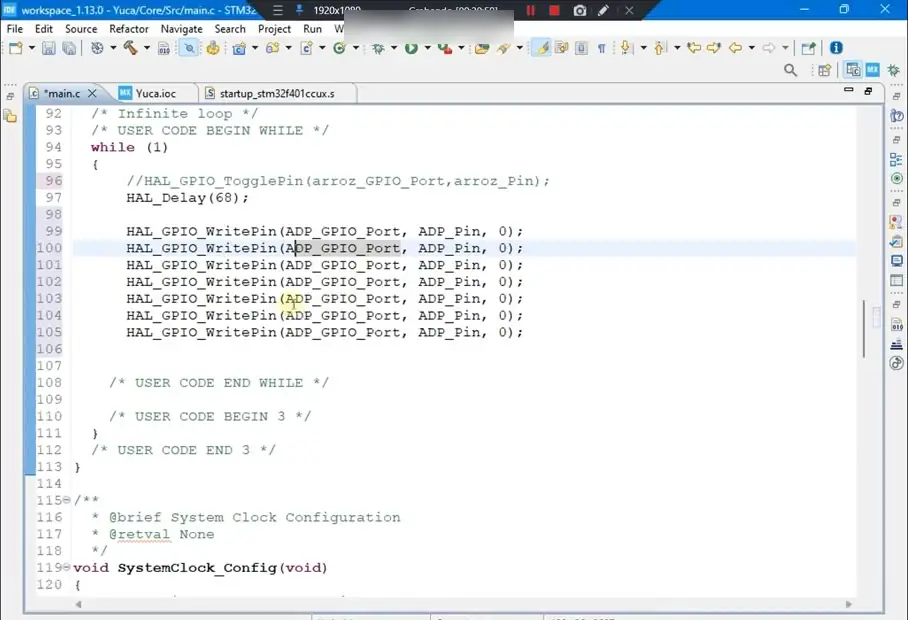 workspace_1.13.0 - Yuca/Core/Src/main.c - STM32
1920x1080
File Edit Source Refactor Navigate Search Project Run
*main.c Yuca.ioc startup_stm32f401ccux.s
92 /* Infinite loop */
93 /* USER CODE BEGIN WHILE */
94 while (1)
95 {
96 //HAL_GPIO_TogglePin(arroz_GPIO_Port,arroz_Pin);
97 HAL_Delay(68);
98
99 HAL_GPIO_WritePin(ADP_GPIO_Port, ADP_Pin, 0);
100 HAL_GPIO_WritePin(ADP_GPIO_Port, ADP_Pin, 0);
101 HAL_GPIO_WritePin(ADP_GPIO_Port, ADP_Pin, 0);
102 HAL_GPIO_WritePin(ADP_GPIO_Port, ADP_Pin, 0);
103 HAL_GPIO_WritePin(ADP_GPIO_Port, ADP_Pin, 0);
104 HAL_GPIO_WritePin(ADP_GPIO_Port, ADP_Pin, 0);
105 HAL_GPIO_WritePin(ADP_GPIO_Port, ADP_Pin, 0);
106
107
108 /* USER CODE END WHILE */
109
110 /* USER CODE BEGIN 3 */
111 }
112 /* USER CODE END 3 */
113 }
114
115 /**
116 * @brief System Clock Configuration
117 * @retval None
118 */
119 void SystemClock_Config(void)
120 {